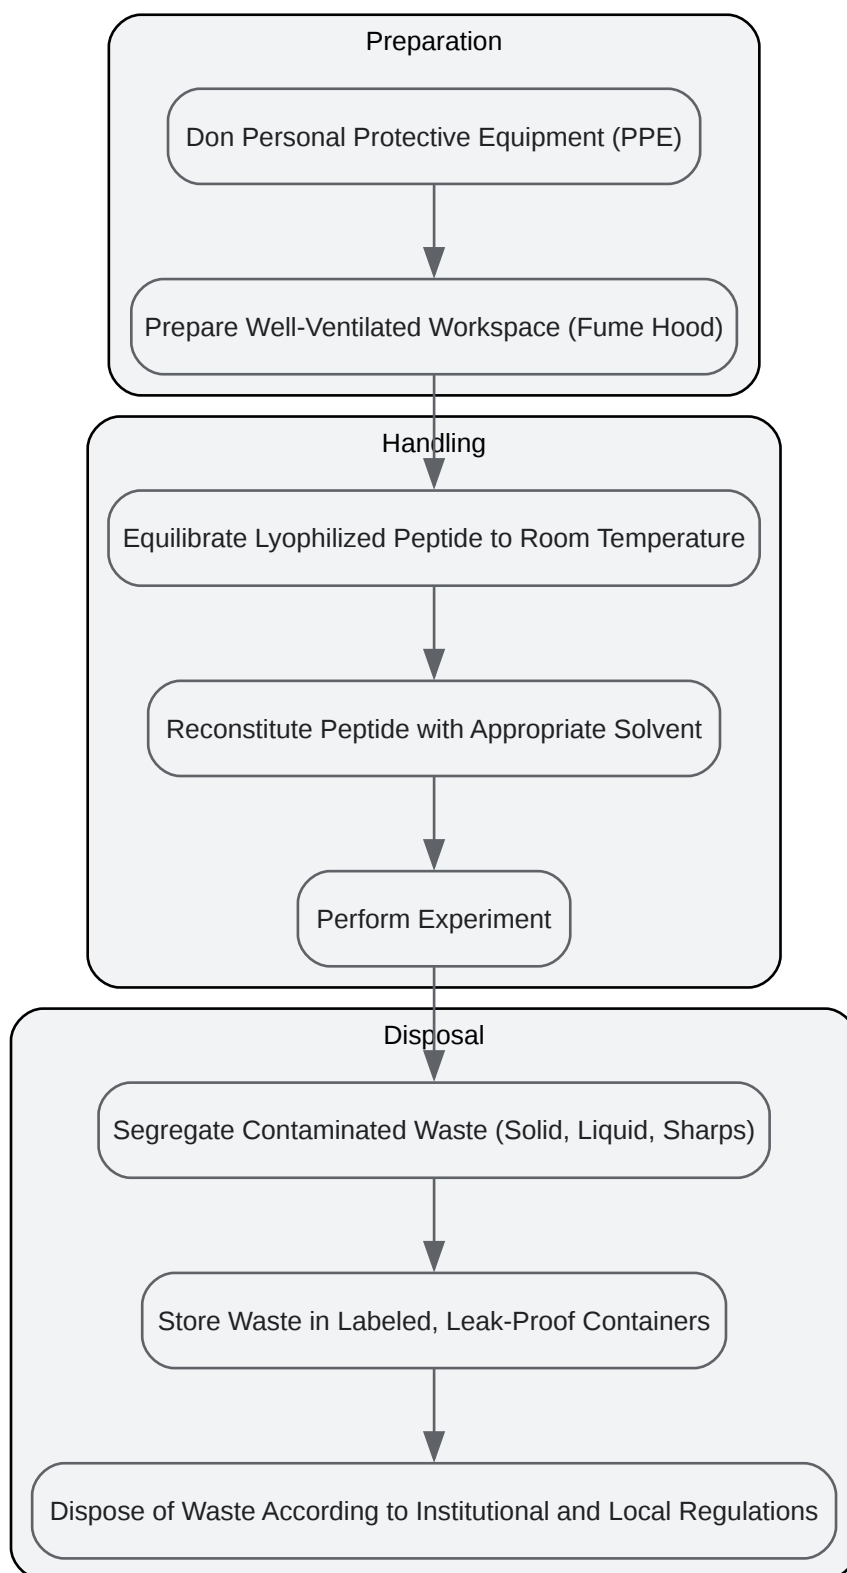 Preparation
Don Personal Protective Equipment (PPE)
Prepare Well-Ventilated Workspace (Fume Hood)
Handling
Equilibrate Lyophilized Peptide to Room Temperature
Reconstitute Peptide with Appropriate Solvent
Perform Experiment
Disposal
Segregate Contaminated Waste (Solid, Liquid, Sharps)
Store Waste in Labeled, Leak-Proof Containers
Dispose of Waste According to Institutional and Local Regulations